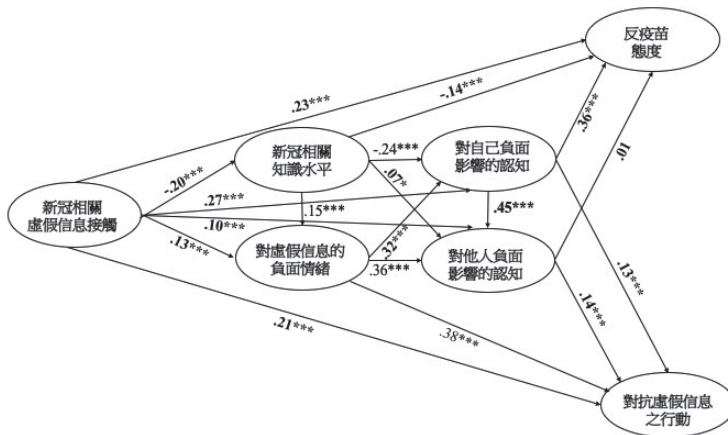 反疫苗
態度
.23***
-.14***
.36***
新冠相關
知識水平
-.24***
對自己負面
影響的認知
.01
-.20***
.07*
新冠相關
虛假信息接觸
.27***
.15***
.45***
.10***
.13***
.32***
對虛假信息的
負面情緒
.36***
對他人負面
影響的認知
.13***
.14***
.21***
.38***
對抗虛假信息
之行動